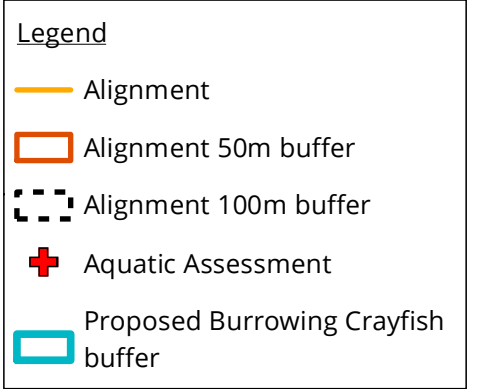 Legend
Alignment
Alignment 50m buffer
Alignment 100m buffer
Aquatic Assessment
Proposed Burrowing Crayfish
buffer